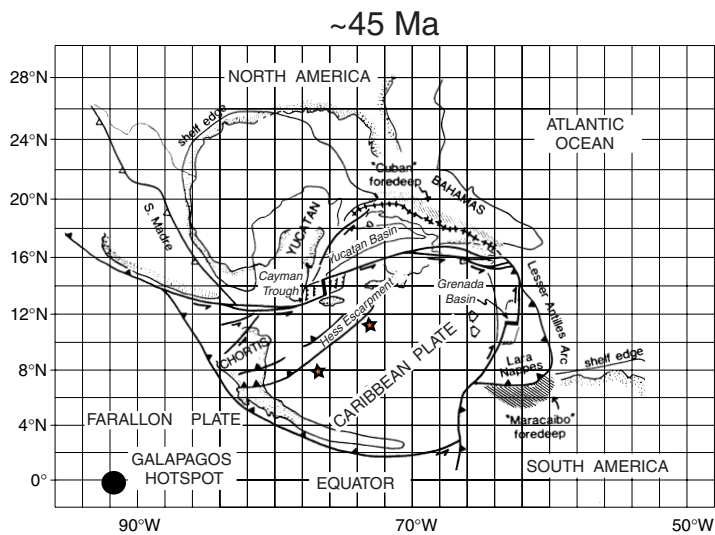 ~45 Ma
28°N
24°N
20°N
16°N
12°N
8°N
4°N
0°
90°W
70°W
50°W
NORTH AMERICA
ATLANTIC
OCEAN
shelf edge
"Cuban"
foredeep
BAHAMAS
S. Madre
YUCATAN
Yucatan Basin
Cayman
Trough
Grenada
Basin
Lesser Antilles Arc
Hess Escarpment
CHORTIS
CARIBBEAN PLATE
Lara
Nappes
shelf edge
"Maracaibo"
foredeep
FARALLON PLATE
GALAPAGOS
HOTSPOT
EQUATOR
SOUTH AMERICA